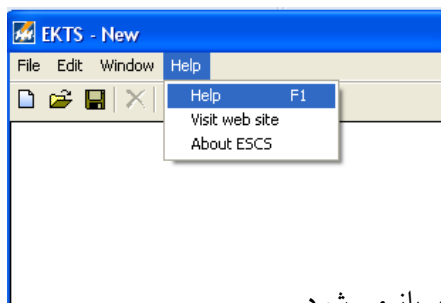 EKTS - New
File Edit Window Help
Help F1
Visit web site
About ESCS